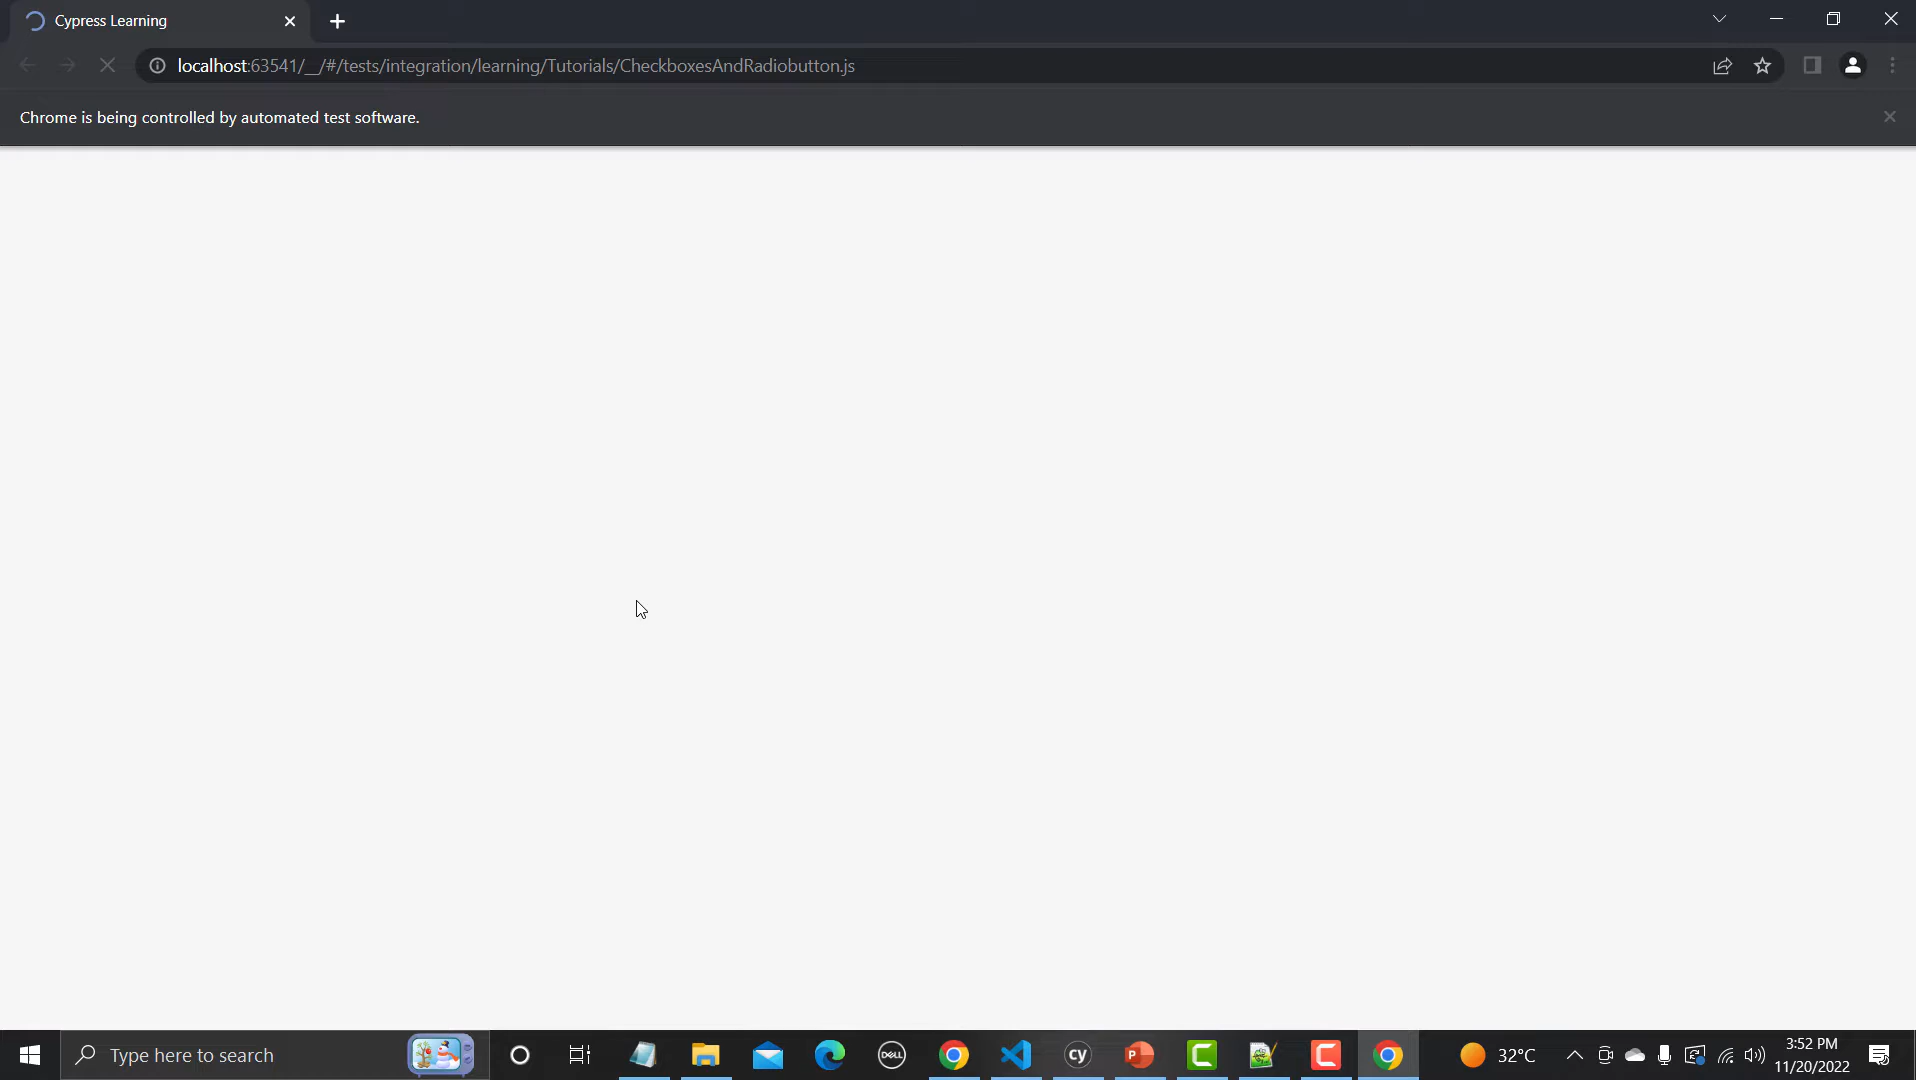 Cypress Learning
localhost:63541/__/#/tests/integration/learning/Tutorials/CheckboxesAndRadiobutton.js
Chrome is being controlled by automated test software.
Type here to search
DELL
cy
P
C
C
32°C
3:52 PM
11/20/2022